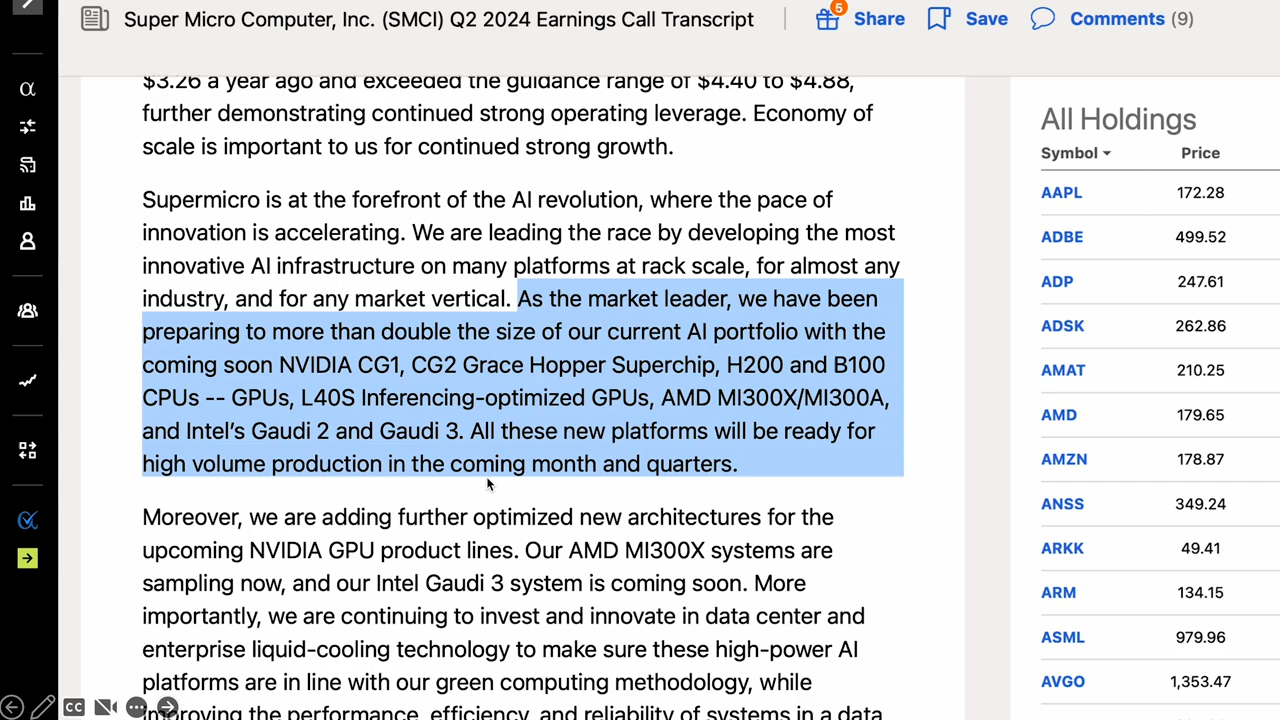 Super Micro Computer, Inc. (SMCI) Q2 2024 Earnings Call Transcript
5
Share
Save
Comments (9)
$3.26 a year ago and exceeded the guidance range of $4.40 to $4.88,
further demonstrating continued strong operating leverage. Economy of
scale is important to us for continued strong growth.
Supermicro is at the forefront of the AI revolution, where the pace of
innovation is accelerating. We are leading the race by developing the most
innovative AI infrastructure on many platforms at rack scale, for almost any
industry, and for any market vertical. As the market leader, we have been
preparing to more than double the size of our current AI portfolio with the
coming soon NVIDIA CG1, CG2 Grace Hopper Superchip, H200 and B100
CPUs -- GPUs, L40S Inferencing-optimized GPUs, AMD MI300X/MI300A,
and Intel’s Gaudi 2 and Gaudi 3. All these new platforms will be ready for
high volume production in the coming month and quarters.
Moreover, we are adding further optimized new architectures for the
upcoming NVIDIA GPU product lines. Our AMD MI300X systems are
sampling now, and our Intel Gaudi 3 system is coming soon. More
importantly, we are continuing to invest and innovate in data center and
enterprise liquid-cooling technology to make sure these high-power AI
platforms are in line with our green computing methodology, while
improving the performance, efficiency, and reliability of systems in a data
All Holdings
Symbol Price
AAPL 172.28
ADBE 499.52
ADP 247.61
ADSK 262.86
AMAT 210.25
AMD 179.65
AMZN 178.87
ANSS 349.24
ARKK 49.41
ARM 134.15
ASML 979.96
AVGO 1,353.47
α
CC